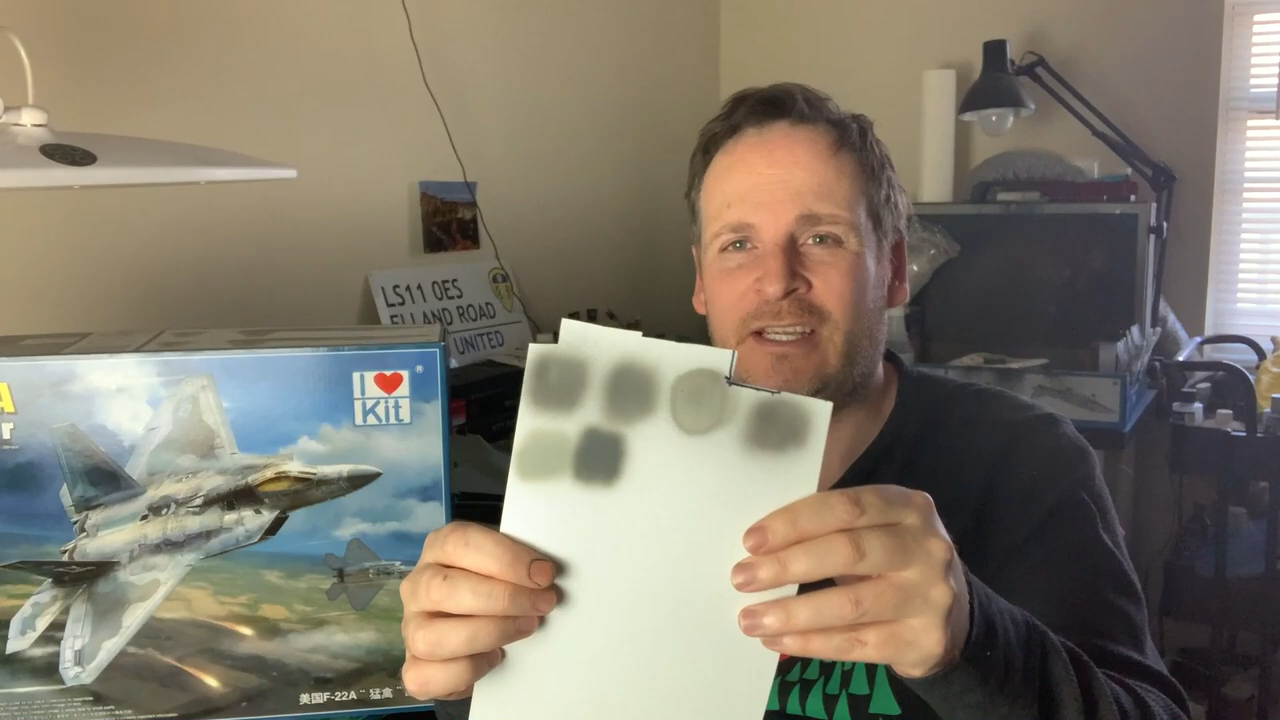 LS11 0ES
ELLAND ROAD
UNITED
A
r
I ❤ Kit
®
美国F-22A "猛禽"